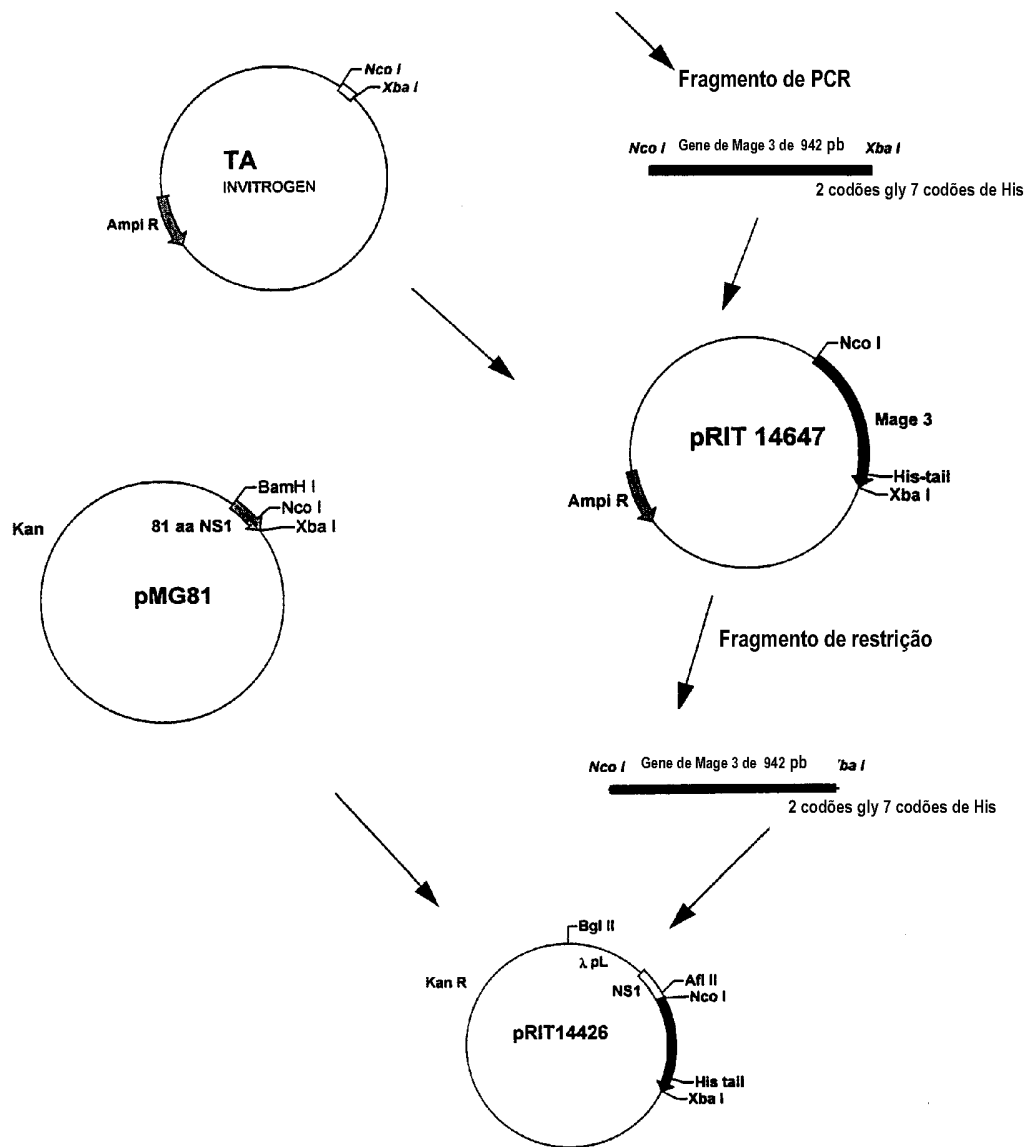 Fragmento de PCR
Nco I
Xba I
TA
INVITROGEN
Ampi R
Nco I Gene de Mage 3 de 942 pb Xba I
2 codões gly 7 codões de His
Nco I
Mage 3
pRIT 14647
His-tail
Xba I
Ampi R
BamH I
Nco I
Xba I
Kan
81 aa NS1
pMG81
Fragmento de restrição
Nco I Gene de Mage 3 de 942 pb 'ba I
2 codões gly 7 codões de His
Bgl II
λ pL
Kan R
NS1
Afl II
Nco I
pRIT14426
His tail
Xba I